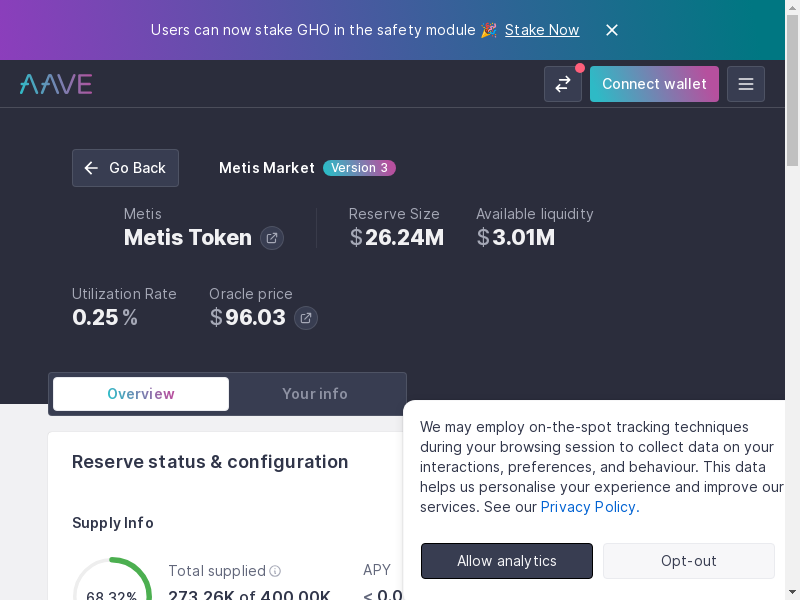 Users can now stake GHO in the safety module 🎉 Stake Now
AAVE
Connect wallet
Go Back
Metis Market
Version 3
Metis
Metis Token
Reserve Size
$26.24M
Available liquidity
$3.01M
Utilization Rate
0.25%
Oracle price
$96.03
Overview
Your info
Reserve status & configuration
Supply Info
68.32%
Total supplied
273.26K of 400.00K
APY
< 0.0
We may employ on-the-spot tracking techniques
during your browsing session to collect data on your
interactions, preferences, and behaviour. This data
helps us personalise your experience and improve our
services. See our Privacy Policy.
Allow analytics
Opt-out